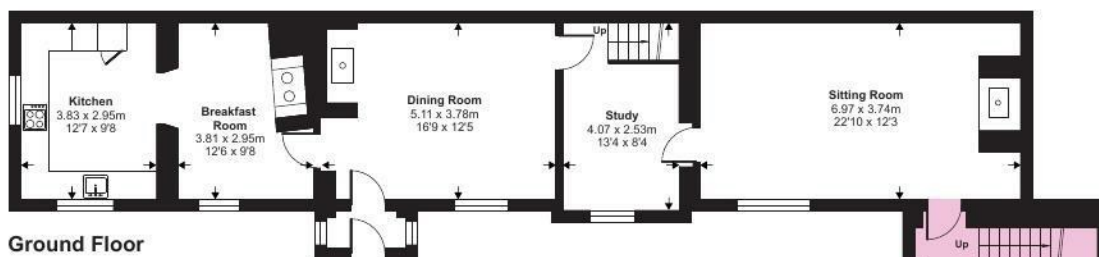 Kitchen
3.83 x 2.95m
12'7 x 9'8
Breakfast
Room
3.81 x 2.95m
12'6 x 9'8
Dining Room
5.11 x 3.78m
16'9 x 12'5
Up
Study
4.07 x 2.53m
13'4 x 8'4
Sitting Room
6.97 x 3.74m
22'10 x 12'3
Up
Ground Floor